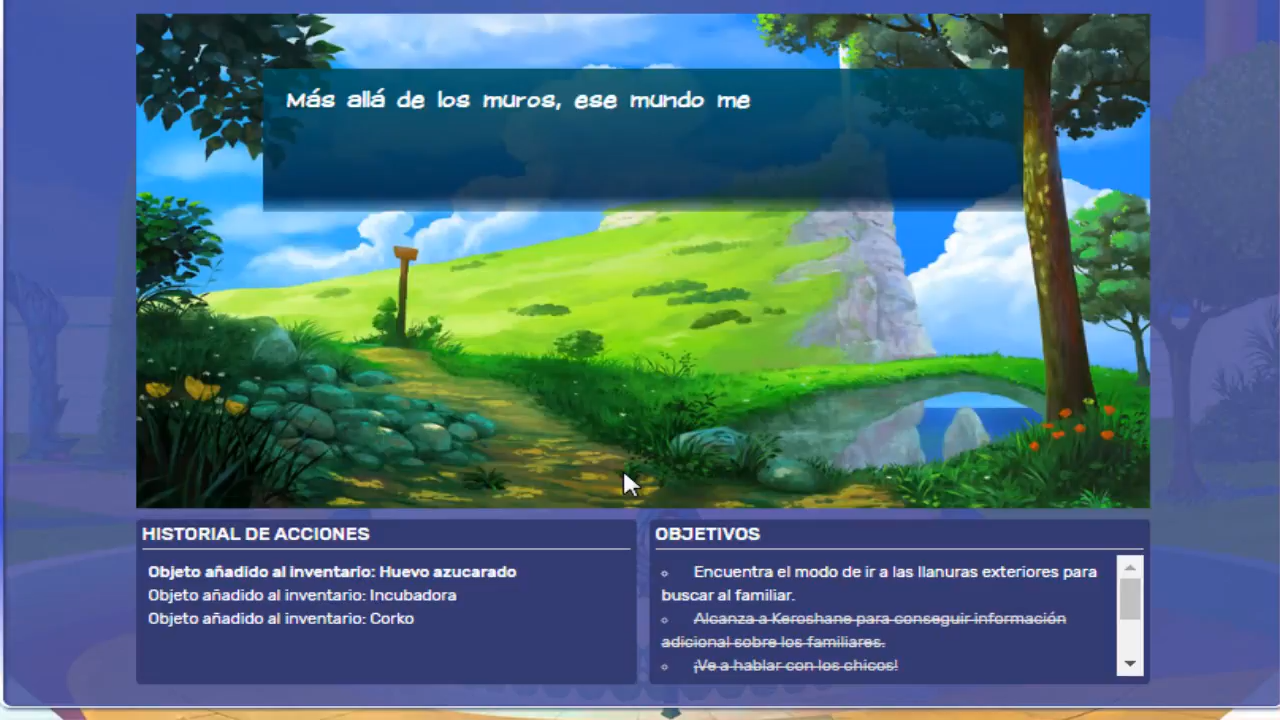 Más allá de los muros, ese mundo me
HISTORIAL DE ACCIONES
Objeto añadido al inventario: Huevo azucarado
Objeto añadido al inventario: Incubadora
Objeto añadido al inventario: Corko
OBJETIVOS
Encuentra el modo de ir a las llanuras exteriores para
buscar al familiar.
Alcanza a Keroshane para conseguir información
adicional sobre los familiares.
¡Ve a hablar con los chicos!